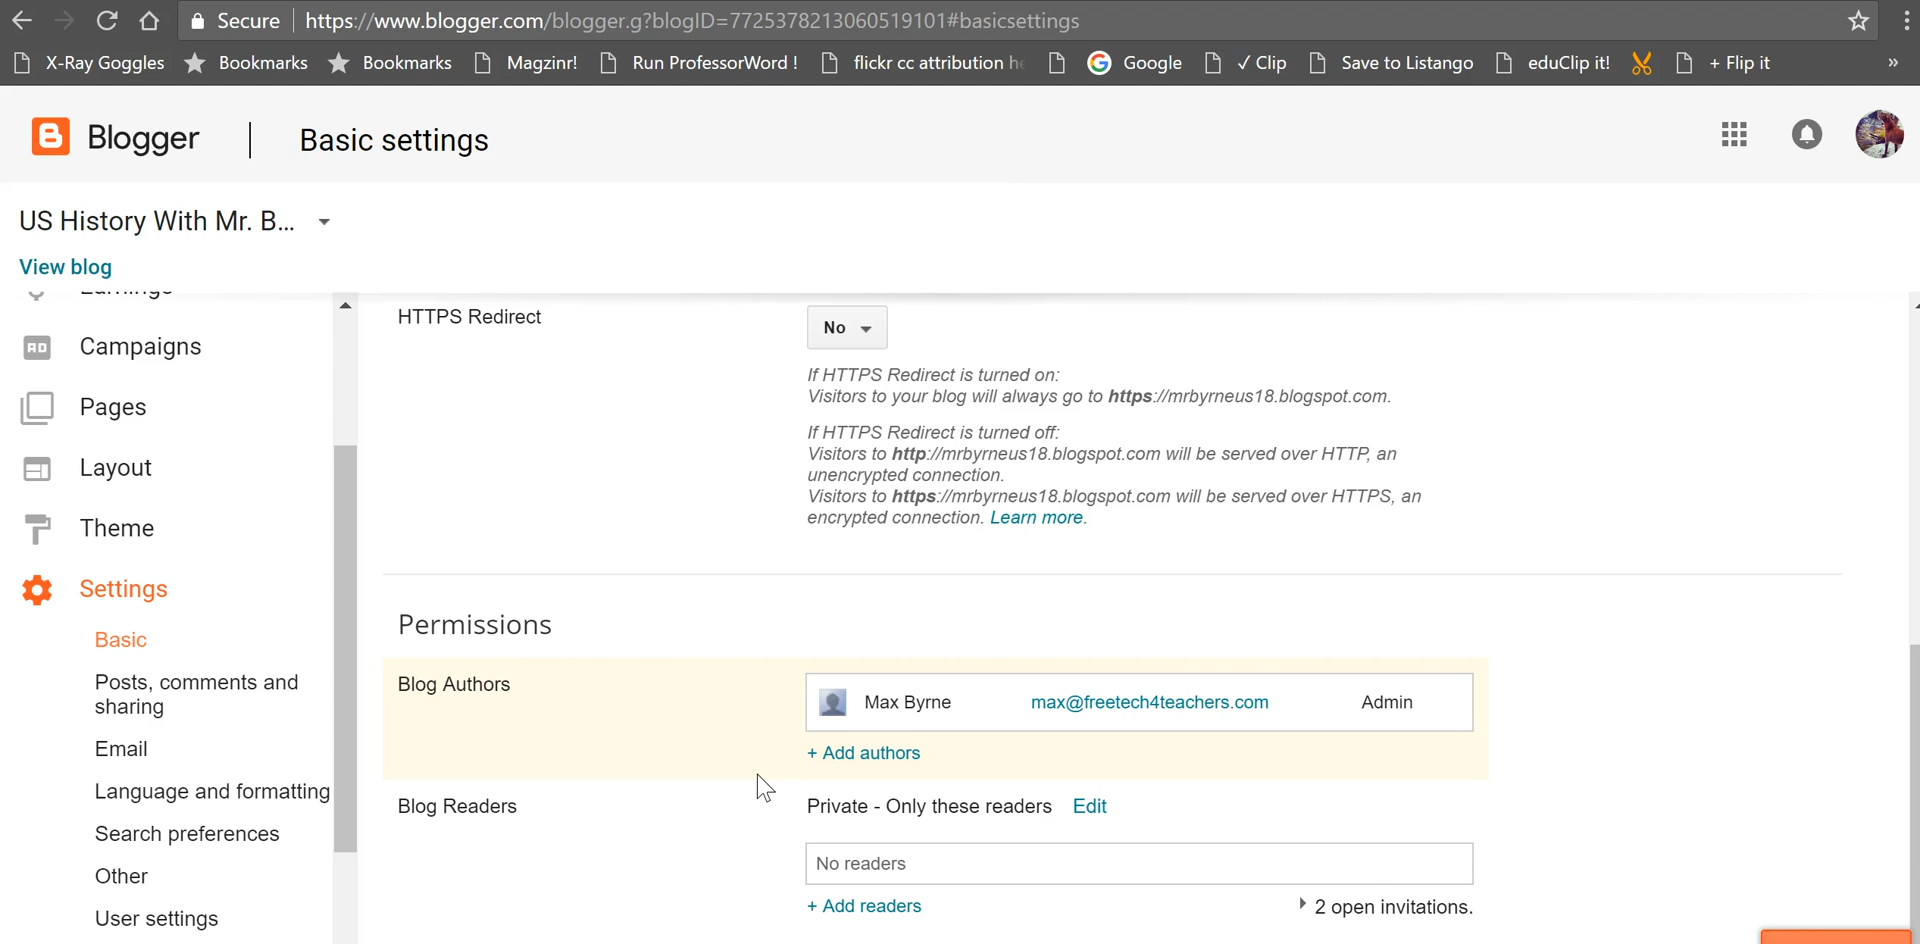 Secure https://www.blogger.com/blogger.g?blogID=7725378213060519101#basicsettings
X-Ray Goggles Bookmarks Bookmarks Magzinr! Run ProfessorWord ! flickr cc attribution Google ✓ Clip Save to Listango eduClip it! + Flip it »
Blogger | Basic settings
US History With Mr. B...
View blog
Earnings
Campaigns
Pages
Layout
Theme
Settings
Basic
Posts, comments and
sharing
Email
Language and formatting
Search preferences
Other
User settings
HTTPS Redirect
No
If HTTPS Redirect is turned on:
Visitors to your blog will always go to https://mrbyrneus18.blogspot.com.
If HTTPS Redirect is turned off:
Visitors to http://mrbyrneus18.blogspot.com will be served over HTTP, an
unencrypted connection.
Visitors to https://mrbyrneus18.blogspot.com will be served over HTTPS, an
encrypted connection. Learn more.
Permissions
Blog Authors
Max Byrne max@freetech4teachers.com Admin
+ Add authors
Blog Readers
Private - Only these readers Edit
No readers
+ Add readers
2 open invitations.